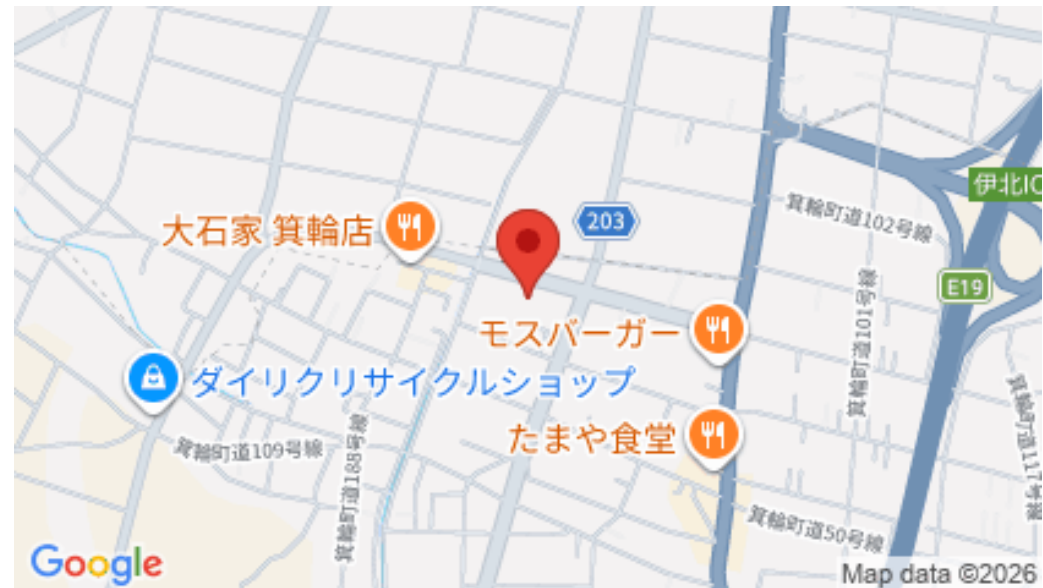 伊北IC
箕輪町道102号線
大石家 箕輪店
203
E19
箕輪町道101号線
モスバーガー
ダイリクリサイクルショップ
たまや食堂
箕輪町道109号線
箕輪町道188号線
箕輪町道117号線
箕輪町道50号線
Google
Map data ©2026